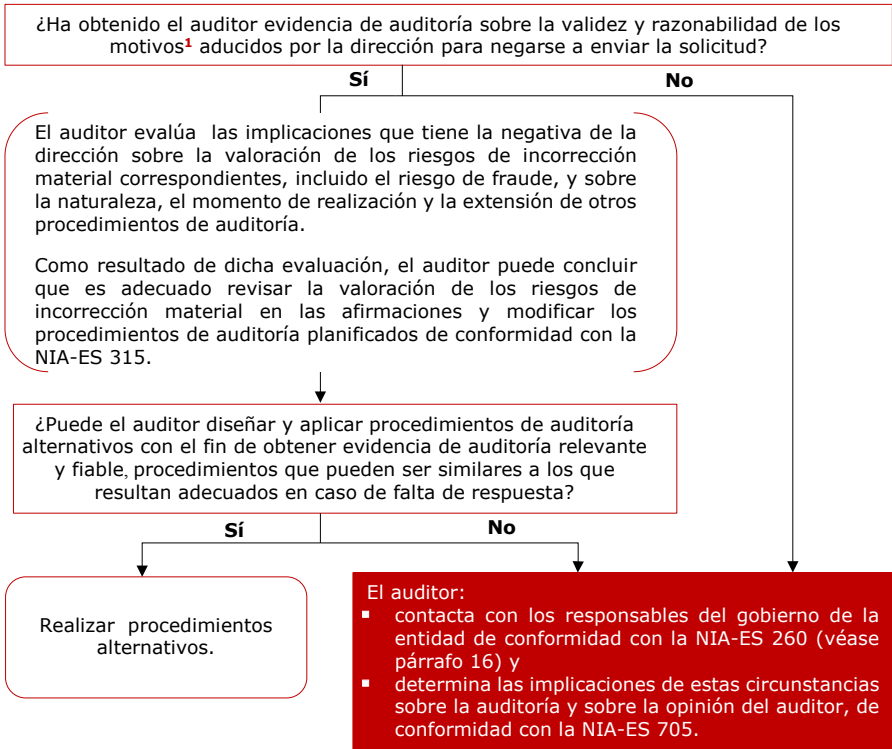 ¿Ha obtenido el auditor evidencia de auditoría sobre la validez y razonabilidad de los
motivos¹ aducidos por la dirección para negarse a enviar la solicitud?
Sí
No
El auditor evalúa las implicaciones que tiene la negativa de la
dirección sobre la valoración de los riesgos de incorrección
material correspondientes, incluido el riesgo de fraude, y sobre
la naturaleza, el momento de realización y la extensión de otros
procedimientos de auditoría.
Como resultado de dicha evaluación, el auditor puede concluir
que es adecuado revisar la valoración de los riesgos de
incorrección material en las afirmaciones y modificar los
procedimientos de auditoría planificados de conformidad con la
NIA-ES 315.
¿Puede el auditor diseñar y aplicar procedimientos de auditoría
alternativos con el fin de obtener evidencia de auditoría relevante
y fiable, procedimientos que pueden ser similares a los que
resultan adecuados en caso de falta de respuesta?
Sí
No
Realizar procedimientos
alternativos.
El auditor:
▪ contacta con los responsables del gobierno de la
entidad de conformidad con la NIA-ES 260 (véase
párrafo 16) y
▪ determina las implicaciones de estas circunstancias
sobre la auditoría y sobre la opinión del auditor, de
conformidad con la NIA-ES 705.